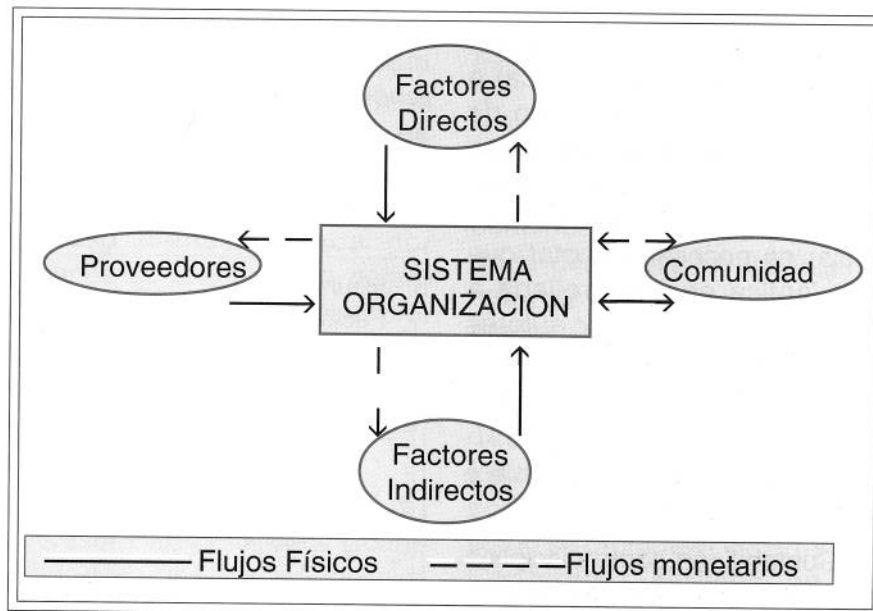 Factores
Directos
Proveedores
SISTEMA
ORGANIZACION
Comunidad
Factores
Indirectos
Flujos Físicos
Flujos monetarios